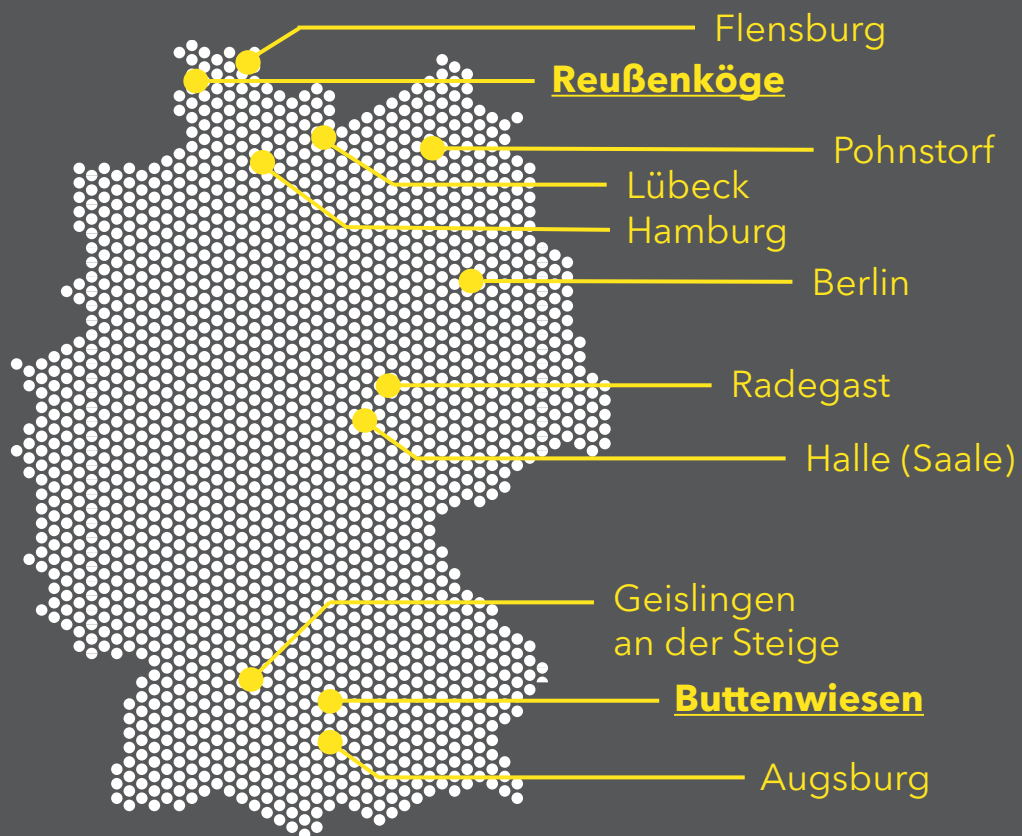 Flensburg
Reußenköge
Pohnstorf
Lübeck
Hamburg
Berlin
Radegast
Halle (Saale)
Geislingen
an der Steige
Buttenwiesen
Augsburg